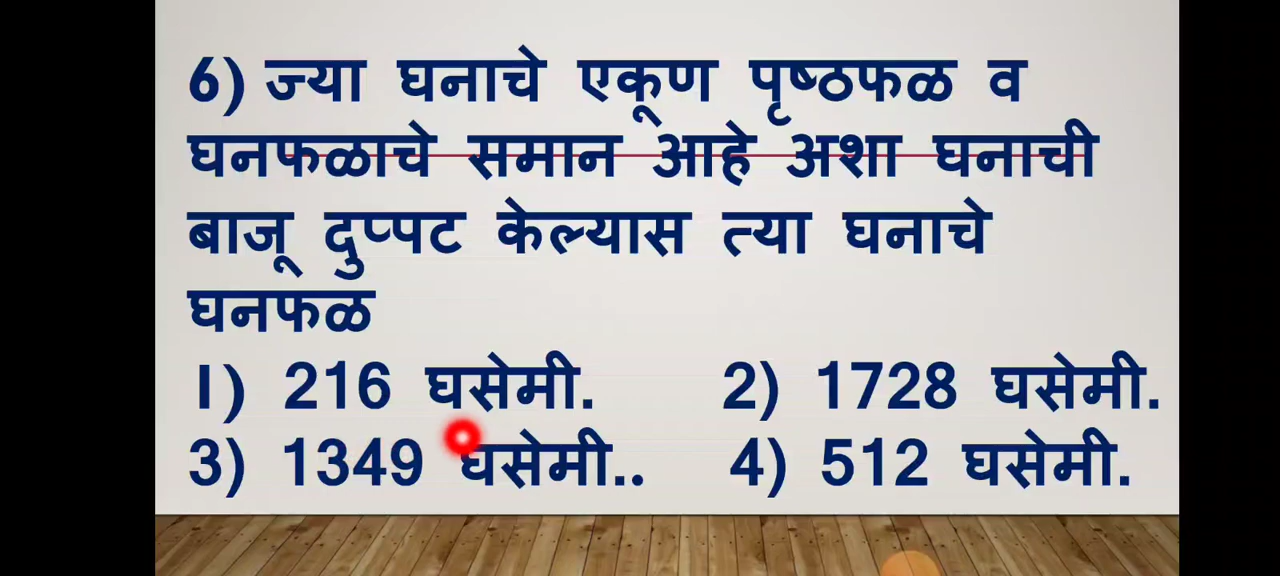 6) ज्या घनाचे एकूण पृष्ठफळ व
घनफळाचे समान आहे अशा घनाची
बाजू दुप्पट केल्यास त्या घनाचे
घनफळ
1) 216 घसेमी. 2) 1728 घसेमी.
3) 1349 घसेमी.. 4) 512 घसेमी.